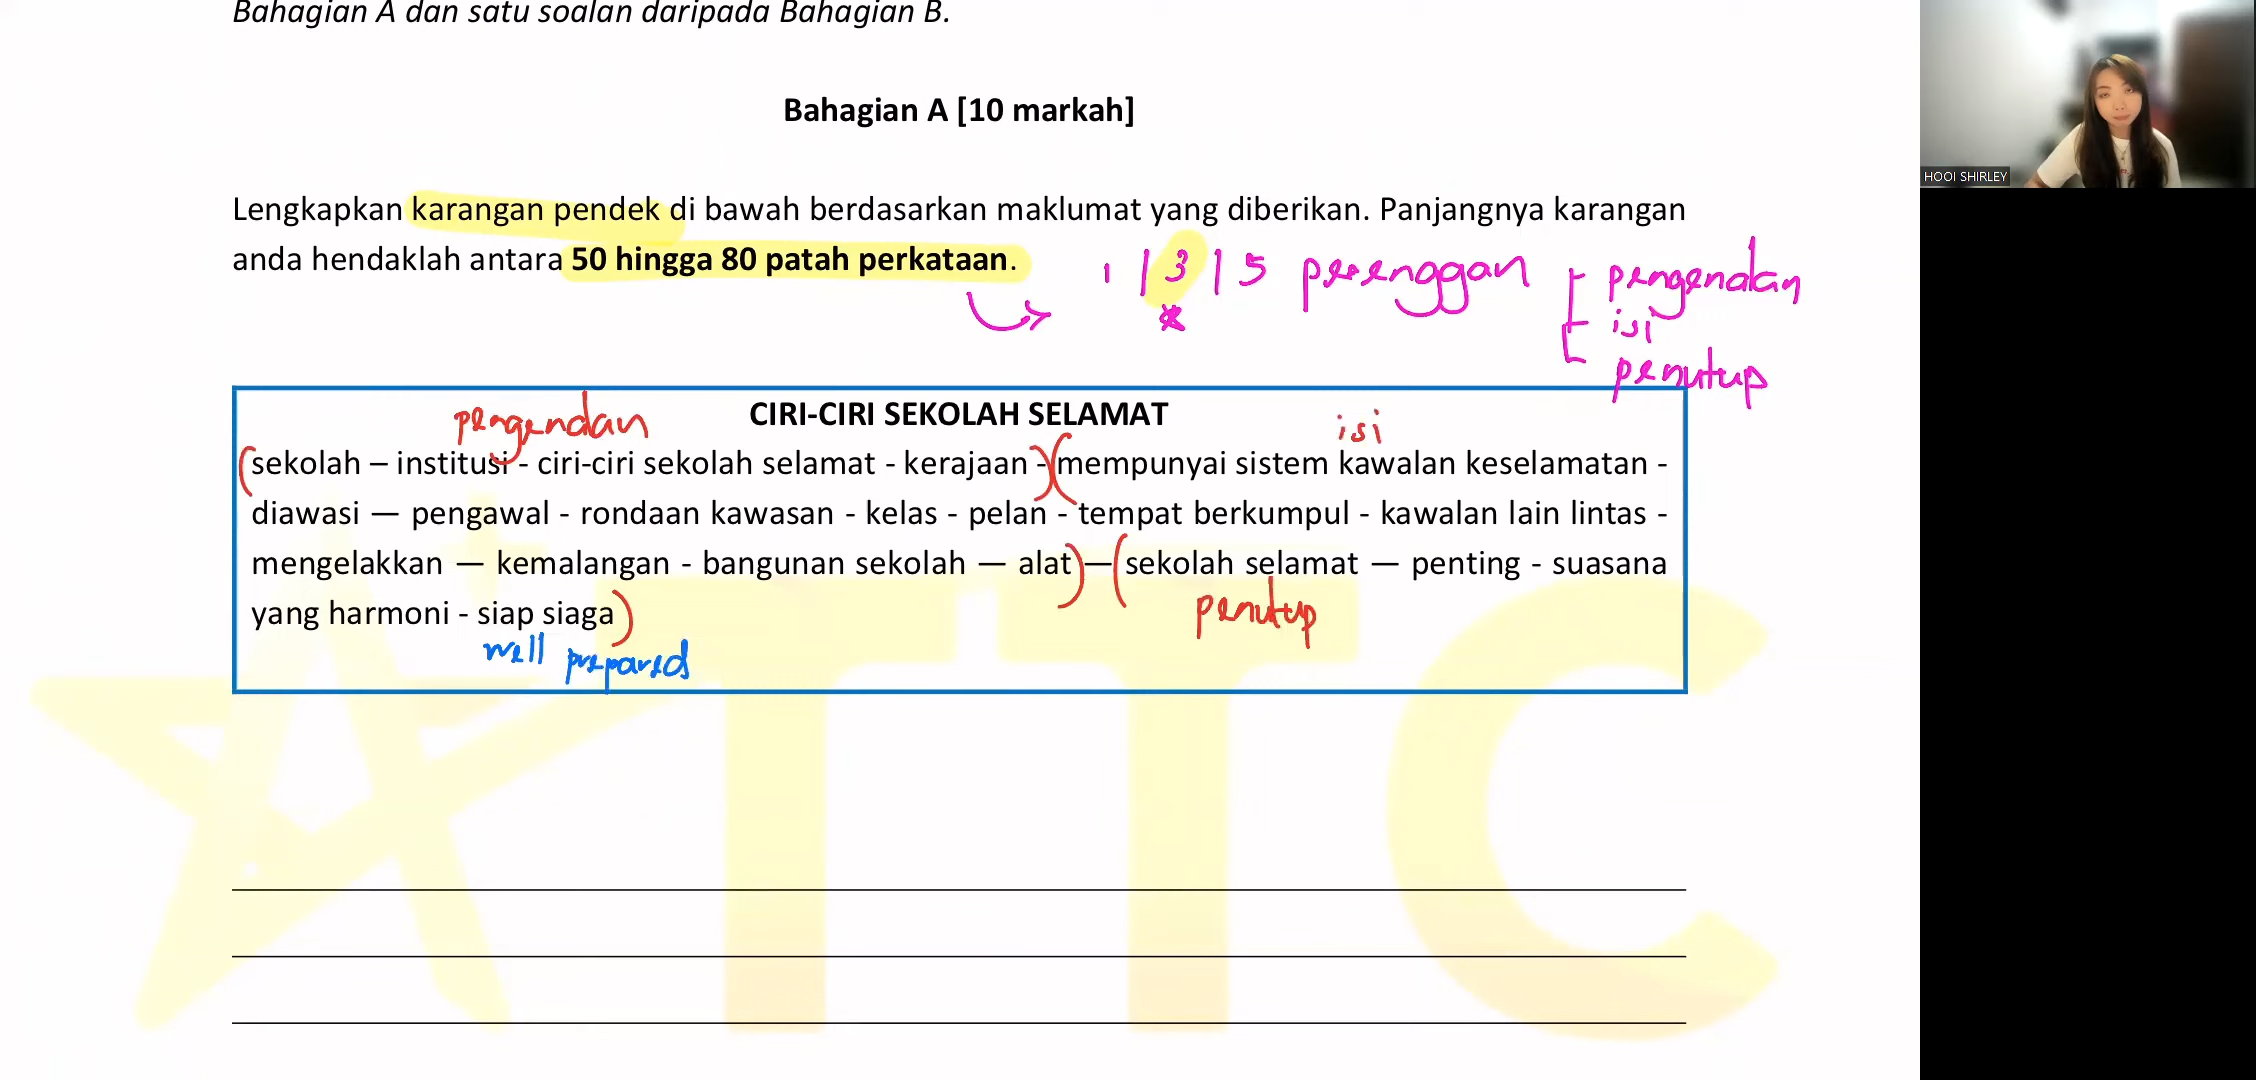 Bahagian A dan satu soalan daripada Bahagian B.
Bahagian A [10 markah]
HOOI SHIRLEY
Lengkapkan karangan pendek di bawah berdasarkan maklumat yang diberikan. Panjangnya karangan
anda hendaklah antara 50 hingga 80 patah perkataan.
1 | 3 | 5 perenggan
pengenalan
isi
penutup
CIRI-CIRI SEKOLAH SELAMAT
pengenalan
isi
(sekolah – institusi - ciri-ciri sekolah selamat - kerajaan -)(mempunyai sistem kawalan keselamatan -
diawasi — pengawal - rondaan kawasan - kelas - pelan - tempat berkumpul - kawalan lain lintas -
mengelakkan — kemalangan - bangunan sekolah — alat) — (sekolah selamat — penting - suasana
yang harmoni - siap siaga)
penutup
well prepared
ATTC